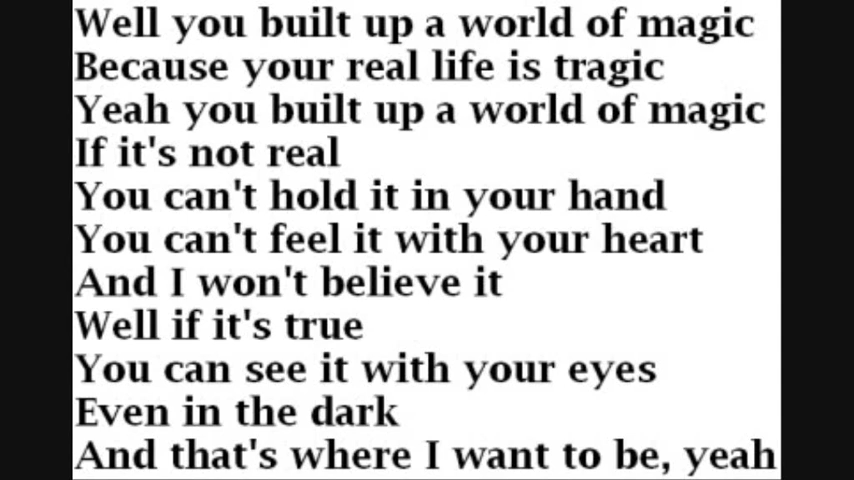 Well you built up a world of magic
Because your real life is tragic
Yeah you built up a world of magic
If it's not real
You can't hold it in your hand
You can't feel it with your heart
And I won't believe it
Well if it's true
You can see it with your eyes
Even in the dark
And that's where I want to be, yeah